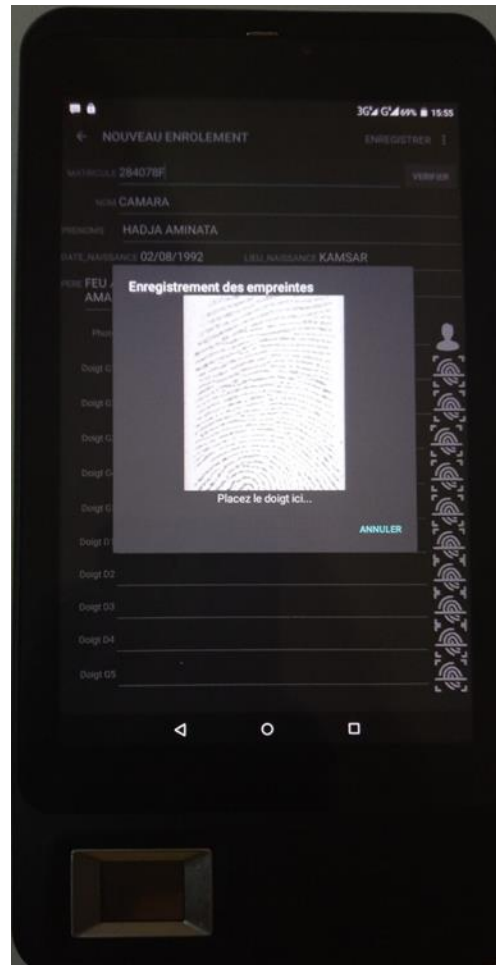 3G G 69% 15:55
← NOUVEAU ENROLEMENT ENREGISTRER
MATRICULE 284078F VERIFIER
NOM CAMARA
PRENOMS HADJA AMINATA
DATE_NAISSANCE 02/08/1992 LIEU_NAISSANCE KAMSAR
PERE FEU
AMA
Enregistrement des empreintes
Placez le doigt ici...
ANNULER
Doigt D2
Doigt D3
Doigt D4